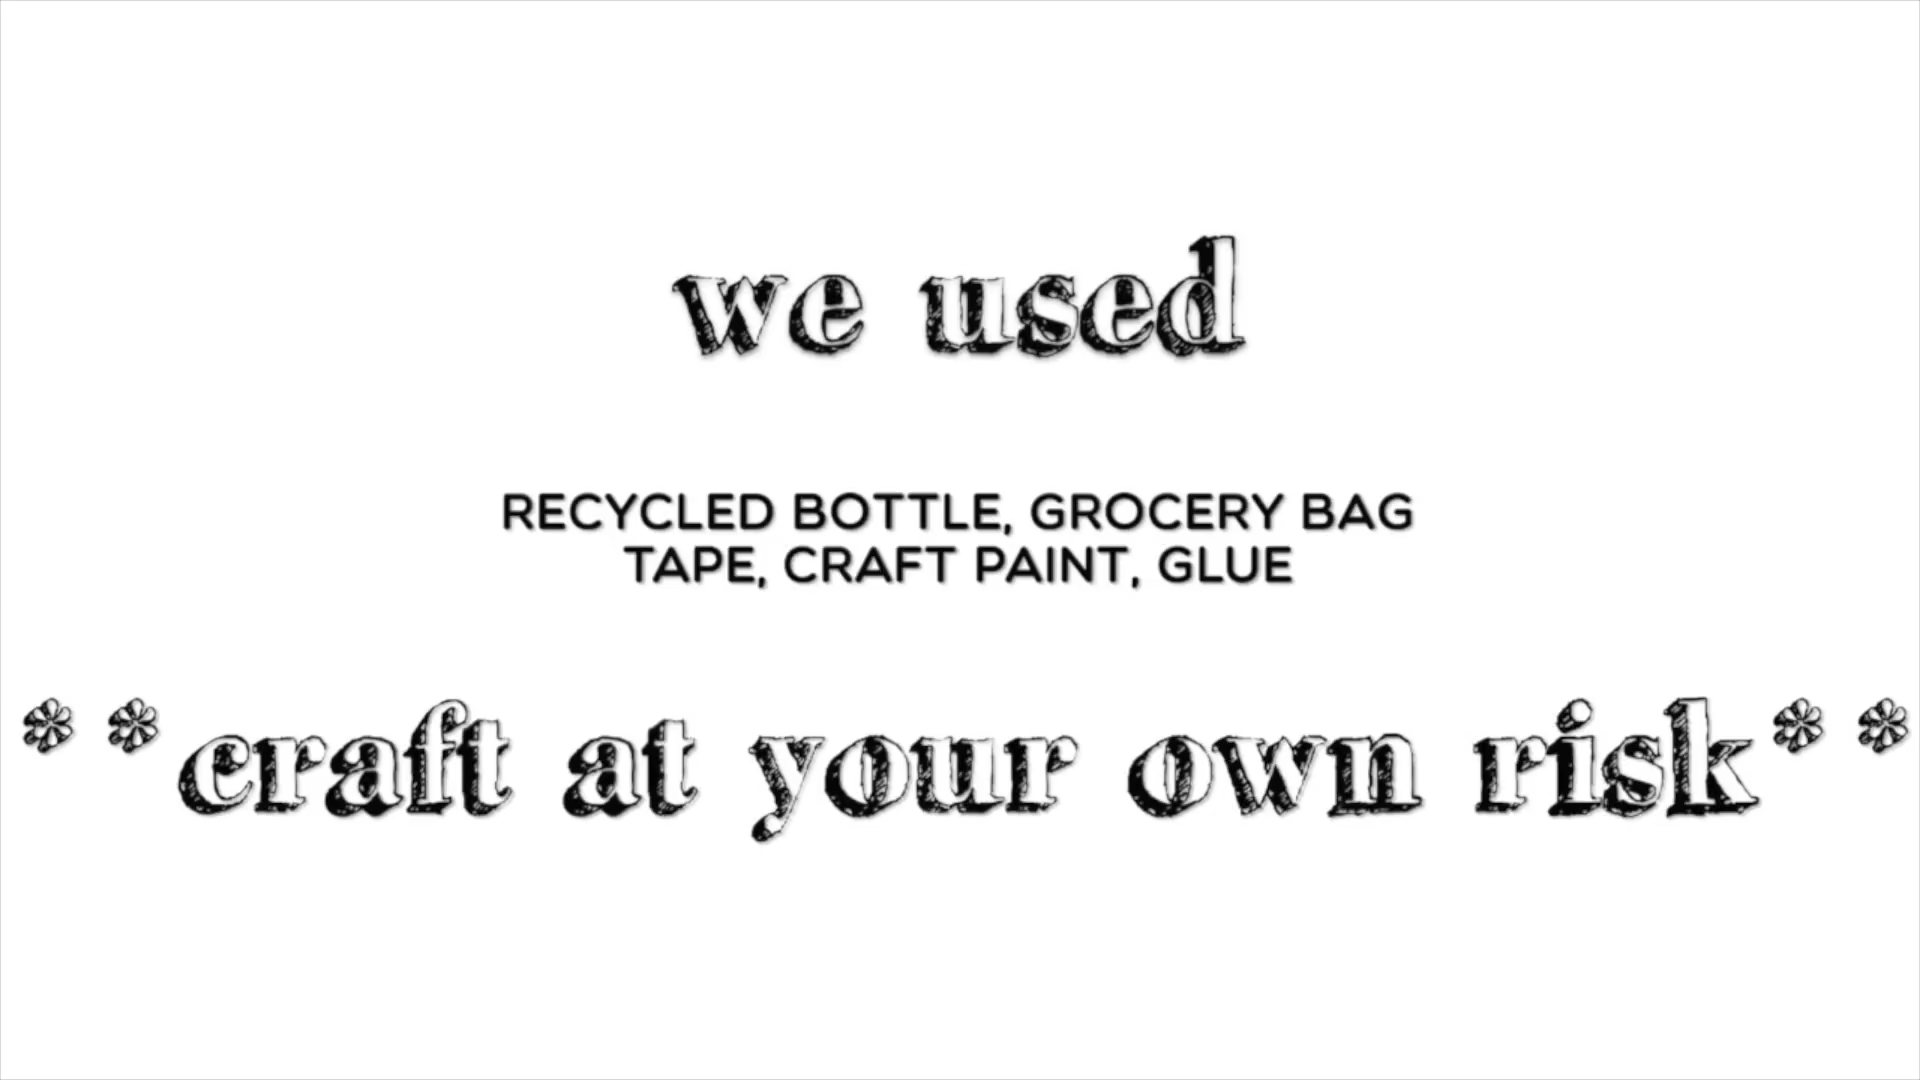 we used
RECYCLED BOTTLE, GROCERY BAG
TAPE, CRAFT PAINT, GLUE
**craft at your own risk**